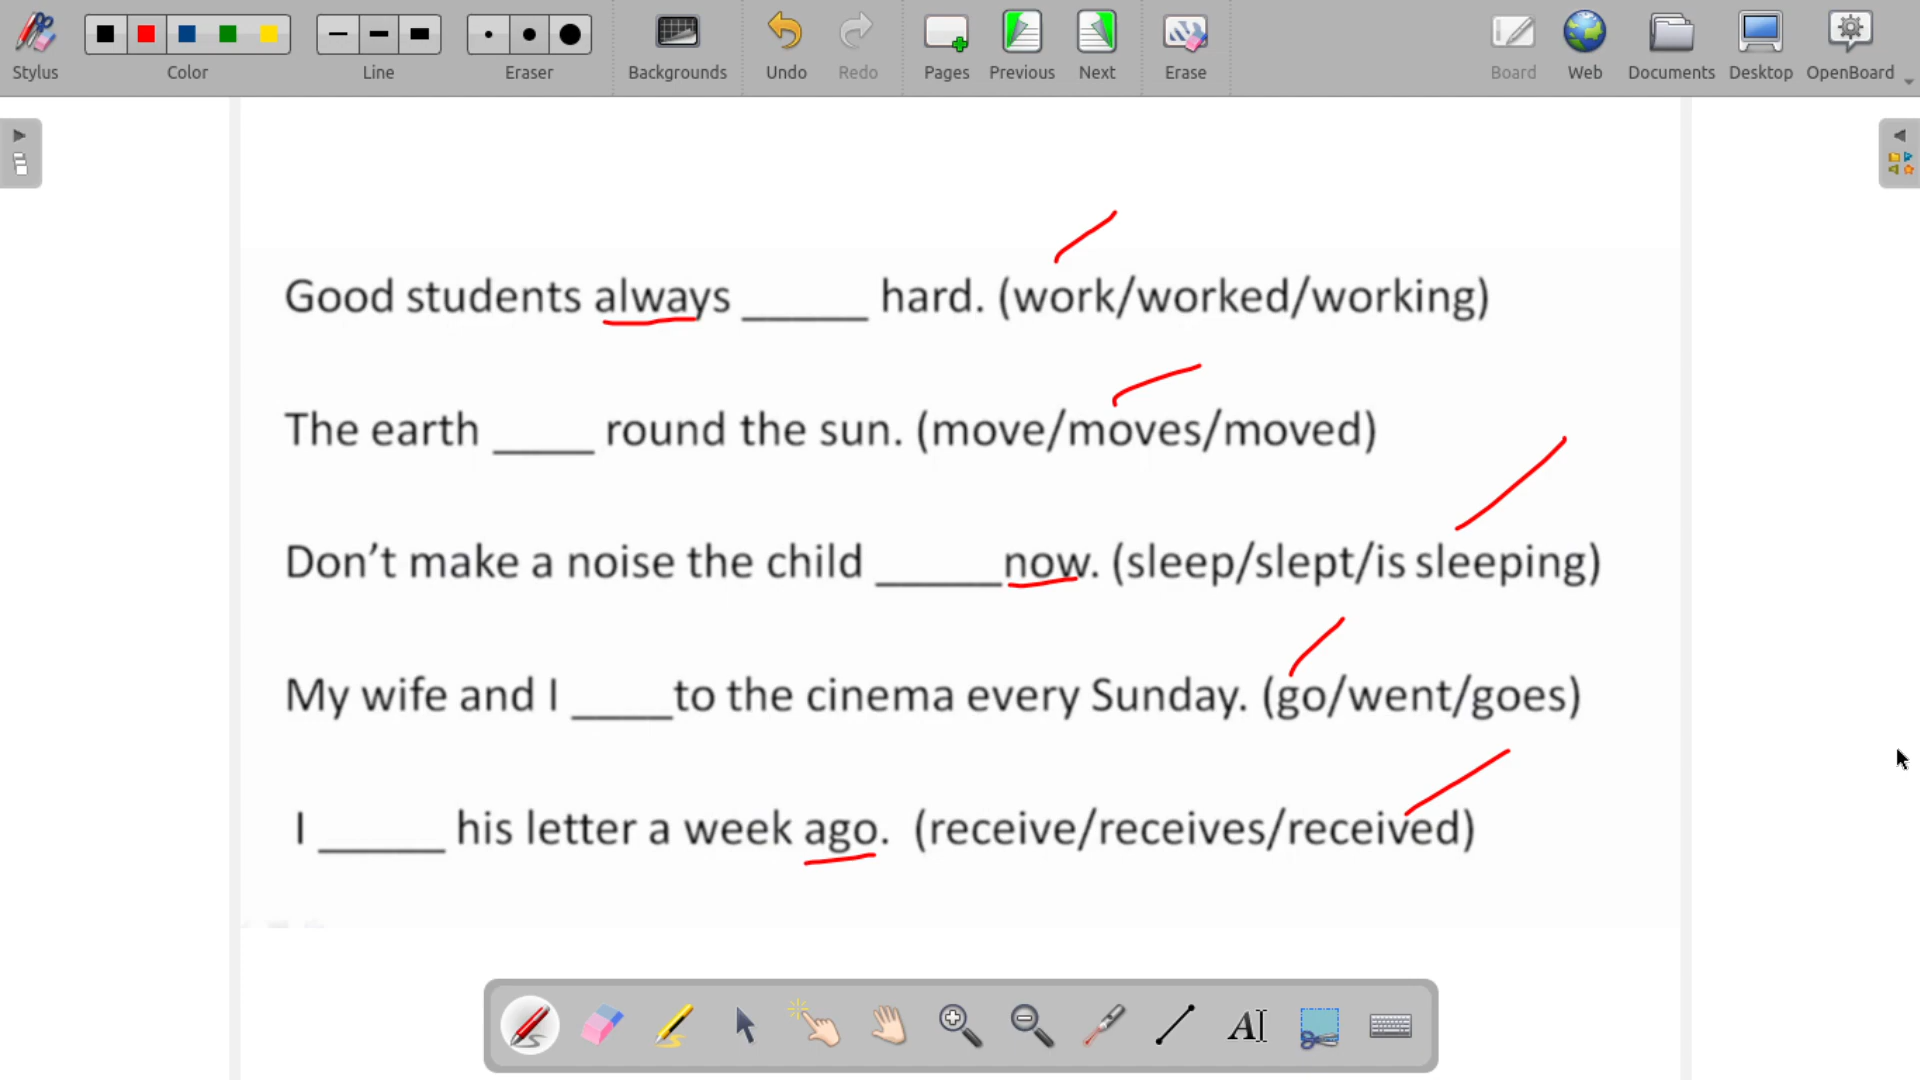 Stylus Color Line Eraser Backgrounds Undo Redo Pages Previous Next Erase Board Web Documents Desktop OpenBoard
Good students always _____ hard. (work/worked/working)
The earth ____ round the sun. (move/moves/moved)
Don’t make a noise the child _____now. (sleep/slept/is sleeping)
My wife and I ____to the cinema every Sunday. (go/went/goes)
I _____ his letter a week ago. (receive/receives/received)
AI